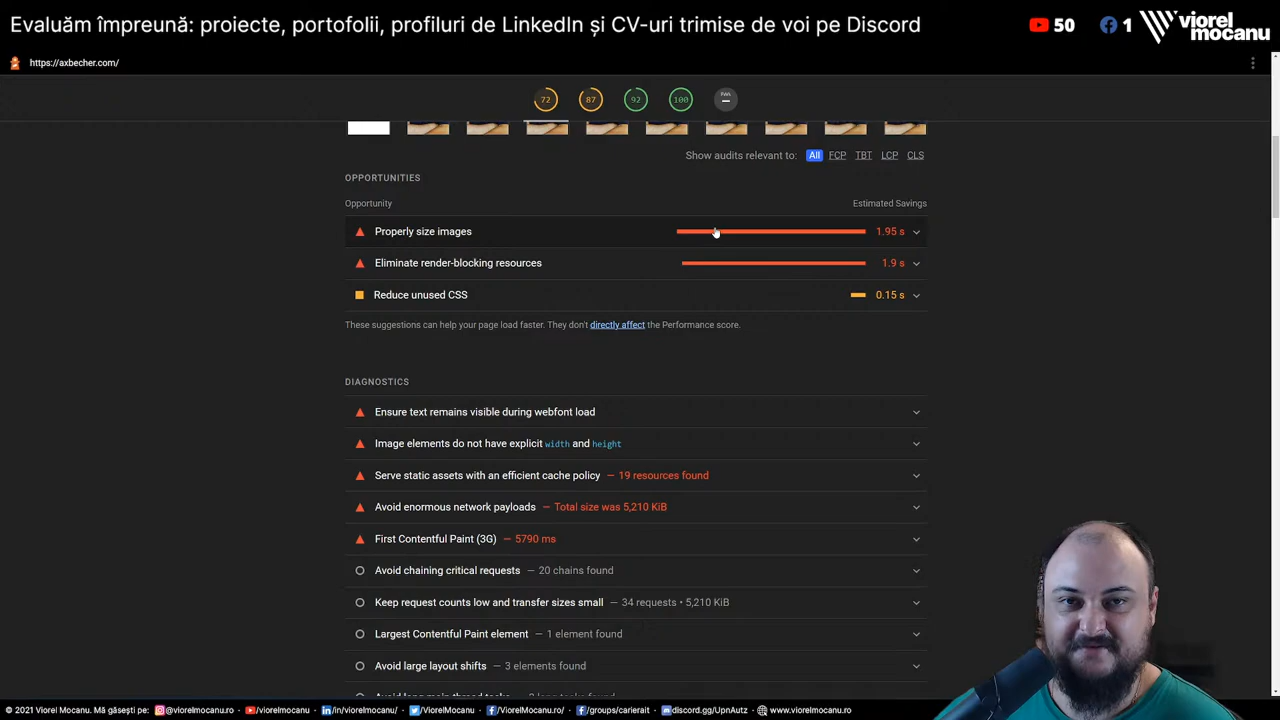 Evaluăm împreună: proiecte, portofolii, profiluri de LinkedIn și CV-uri trimise de voi pe Discord
50
1
viorel
mocanu
https://axbecher.com/
72
87
92
100
PWA
Show audits relevant to: All FCP TBT LCP CLS
OPPORTUNITIES
Opportunity
Estimated Savings
Properly size images
1.95 s
Eliminate render-blocking resources
1.9 s
Reduce unused CSS
0.15 s
These suggestions can help your page load faster. They don't directly affect the Performance score.
DIAGNOSTICS
Ensure text remains visible during webfont load
Image elements do not have explicit width and height
Serve static assets with an efficient cache policy — 19 resources found
Avoid enormous network payloads — Total size was 5,210 KiB
First Contentful Paint (3G) — 5790 ms
Avoid chaining critical requests — 20 chains found
Keep request counts low and transfer sizes small — 34 requests • 5,210 KiB
Largest Contentful Paint element — 1 element found
Avoid large layout shifts — 3 elements found
© 2021 Viorel Mocanu. Mă găsești pe: @viorelmocanu.ro /viorelmocanu.ro /in/viorelmocanu/ /ViorelMocanu /ViorelMocanu.ro/ /groups/carierait discord.gg/UpnAutz www.viorelmocanu.ro